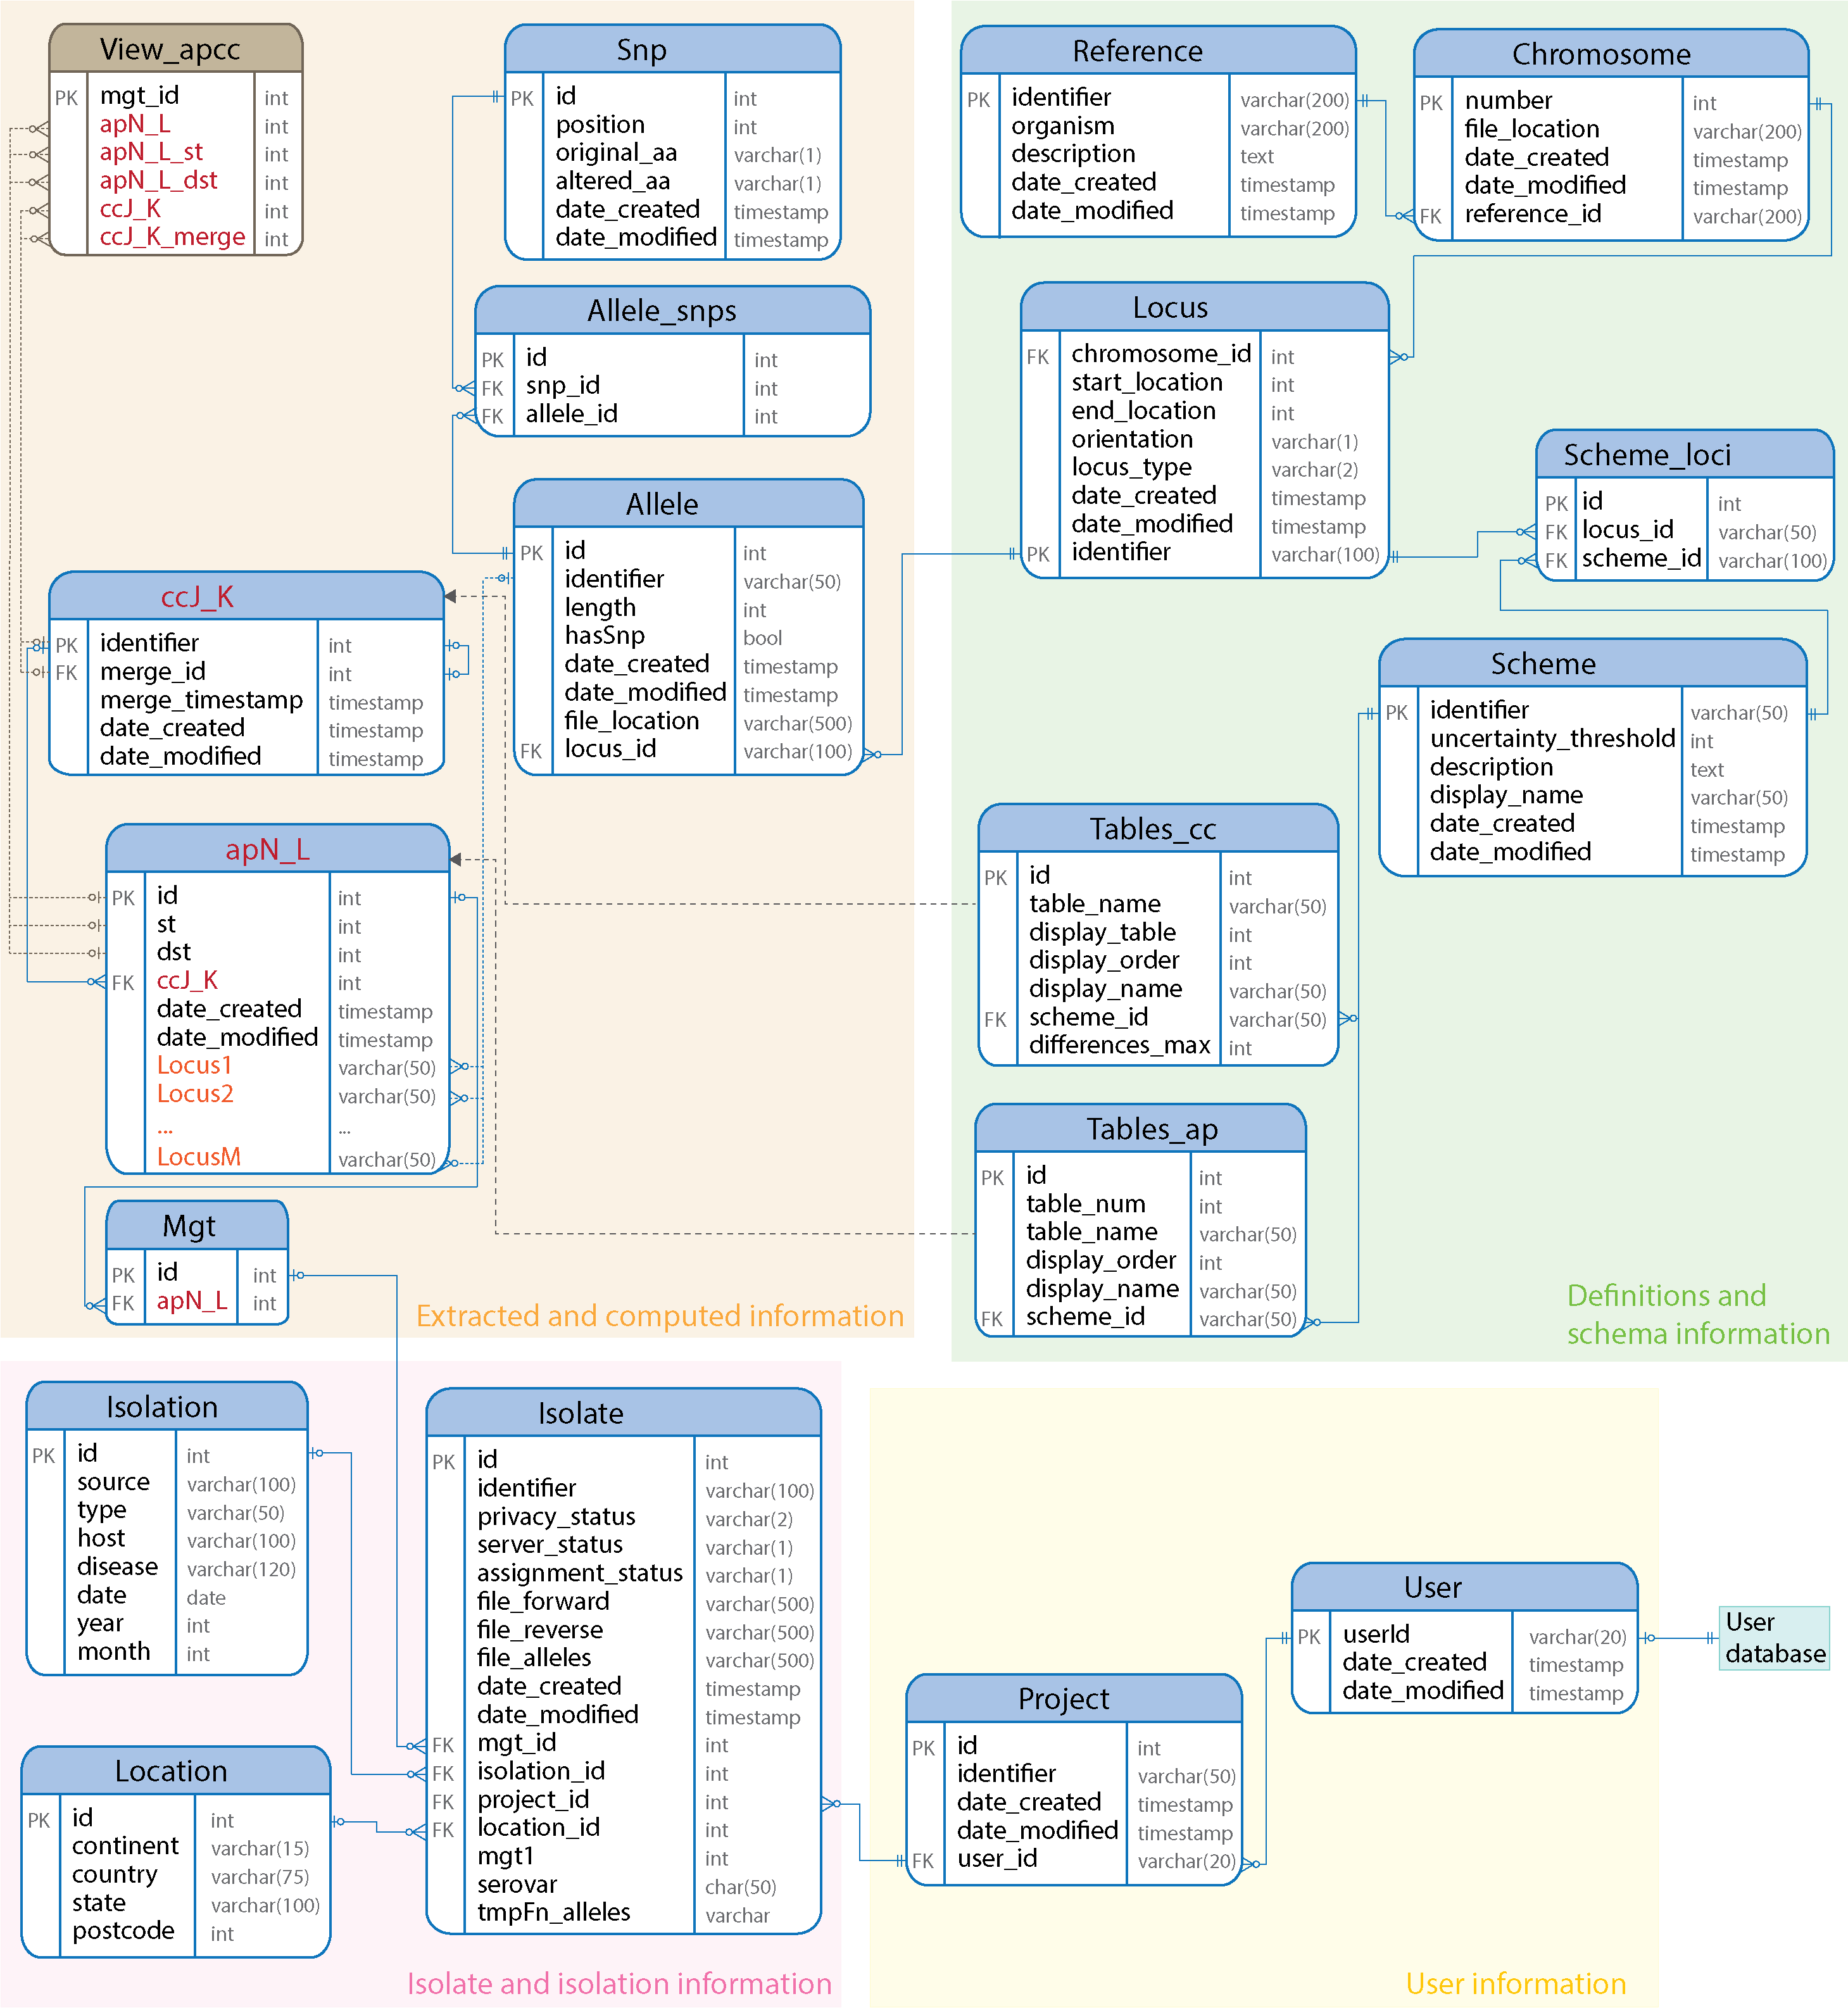 View_apcc
PK mgt_id int
apN_L int
apN_L_st int
apN_L_dst int
ccJ_K int
ccJ_K_merge int
Snp
PK id int
position int
original_aa varchar(1)
altered_aa varchar(1)
date_created timestamp
date_modified timestamp
Allele_snps
PK id int
FK snp_id int
FK allele_id int
Allele
PK id int
identifier varchar(50)
length int
hasSnp bool
date_created timestamp
date_modified timestamp
file_location varchar(500)
FK locus_id varchar(100)
ccJ_K
PK identifier int
FK merge_id int
merge_timestamp timestamp
date_created timestamp
date_modified timestamp
apN_L
PK id int
st int
dst int
FK ccJ_K int
date_created timestamp
date_modified timestamp
Locus1 varchar(50)
Locus2 varchar(50)
... ...
LocusM varchar(50)
Mgt
PK id int
FK apN_L int
Extracted and computed information
Reference
PK identifier varchar(200)
organism varchar(200)
description text
date_created timestamp
date_modified timestamp
Chromosome
PK number int
file_location varchar(200)
date_created timestamp
date_modified timestamp
FK reference_id varchar(200)
Locus
FK chromosome_id int
start_location int
end_location int
orientation varchar(1)
locus_type varchar(2)
date_created timestamp
date_modified timestamp
PK identifier varchar(100)
Scheme_loci
PK id int
FK locus_id varchar(50)
FK scheme_id varchar(100)
Scheme
PK identifier varchar(50)
uncertainty_threshold int
description text
display_name varchar(50)
date_created timestamp
date_modified timestamp
Tables_cc
PK id int
table_name varchar(50)
display_table int
display_order int
display_name varchar(50)
FK scheme_id varchar(50)
differences_max int
Tables_ap
PK id int
table_num int
table_name varchar(50)
display_order int
display_name varchar(50)
FK scheme_id varchar(50)
Definitions and
schema information
Isolation
PK id int
source varchar(100)
type varchar(50)
host varchar(100)
disease varchar(120)
date date
year int
month int
Location
PK id int
continent varchar(15)
country varchar(75)
state varchar(100)
postcode int
Isolate
PK id int
identifier varchar(100)
privacy_status varchar(2)
server_status varchar(1)
assignment_status varchar(1)
file_forward varchar(500)
file_reverse varchar(500)
file_alleles varchar(500)
date_created timestamp
date_modified timestamp
FK mgt_id int
FK isolation_id int
FK project_id int
FK location_id int
mgt1 int
serovar char(50)
tmpFn_alleles varchar
Isolate and isolation information
Project
PK id int
identifier varchar(50)
date_created timestamp
date_modified timestamp
FK user_id varchar(20)
User
PK userId varchar(20)
date_created timestamp
date_modified timestamp
User
database
User information